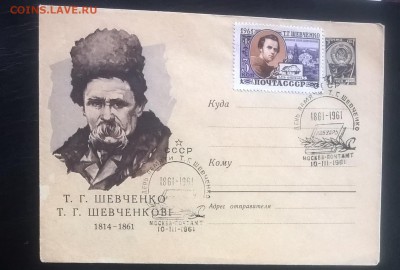 COINS.LAVE.RU
1961
Т.Г.ШЕВЧЕНКО
ПОЧТА СССР
Куда
1861-1961
МОСКВА-ПОЧТАМТ
10-III-1961
Кому
СССР
1861-1961
МОСКВА-ПОЧТАМТ
10-III-1961
Адрес отправителя
Т. Г. ШЕВЧЕНКО
Т. Г. ШЕВЧЕНКОВІ
1814-1861